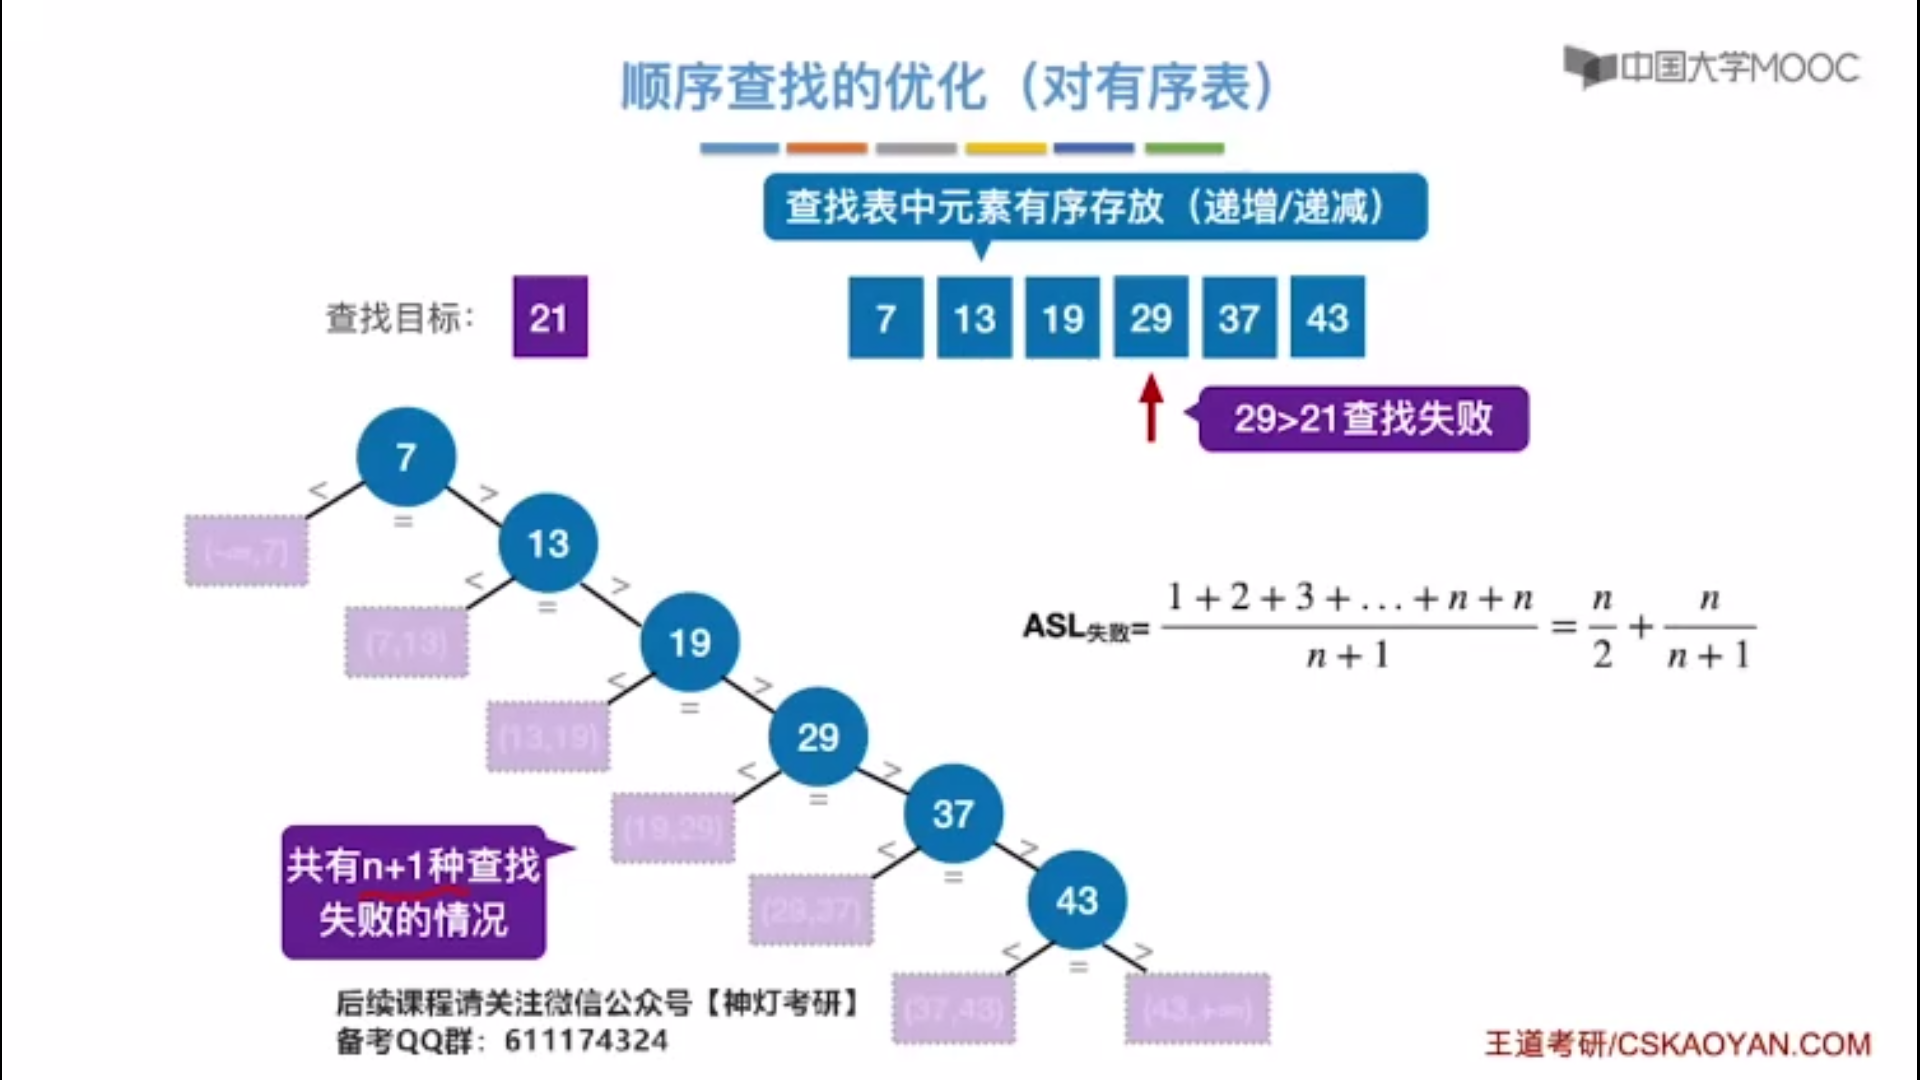 顺序查找的优化（对有序表）
中国大学MOOC
查找表中元素有序存放（递增/递减）
查找目标：
21
7 13 19 29 37 43
29>21查找失败
7
< = >
(-∞,7)
13
< = >
(7,13)
19
< = >
(13,19)
29
< = >
(19,29)
37
< = >
(29,37)
43
< = >
(37,43)
(43,+∞)
ASL失败= (1+2+3+...+n+n)/(n+1) = n/2 + n/(n+1)
共有n+1种查找
失败的情况
后续课程请关注微信公众号【神灯考研】
备考QQ群：611174324
王道考研/CSKAOYAN.COM